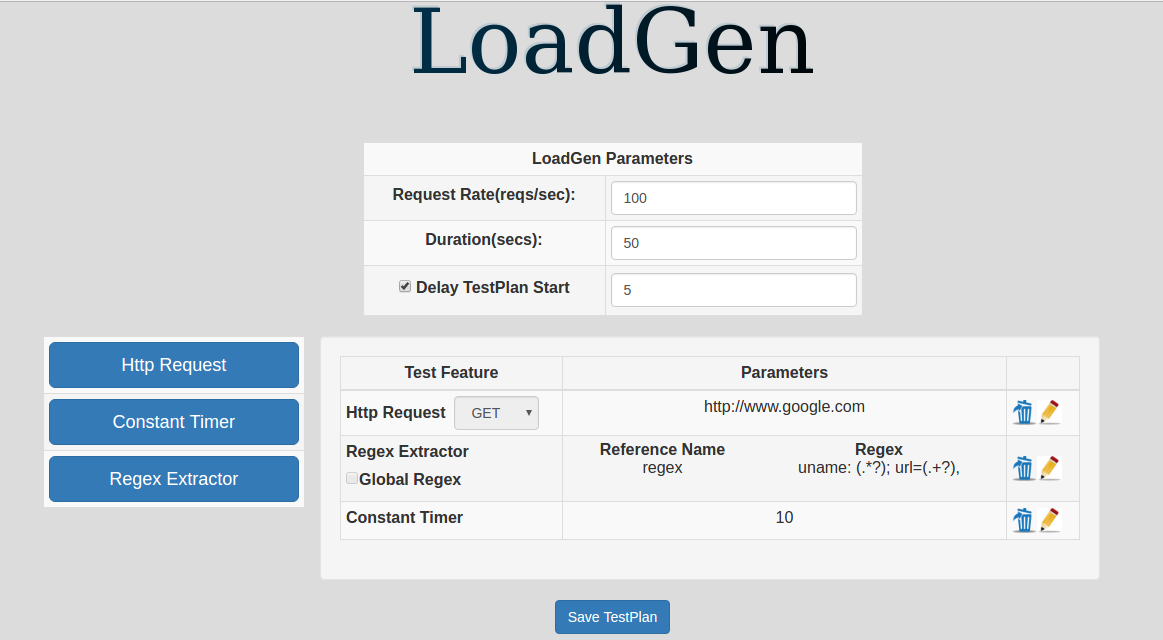 LoadGen
LoadGen Parameters
Request Rate(reqs/sec): 100
Duration(secs): 50
Delay TestPlan Start 5
Http Request
Constant Timer
Regex Extractor
Test Feature Parameters
Http Request GET http://www.google.com
Regex Extractor Reference Name Regex
regex uname: (.*?); url=(.+?),
Global Regex
Constant Timer 10
Save TestPlan